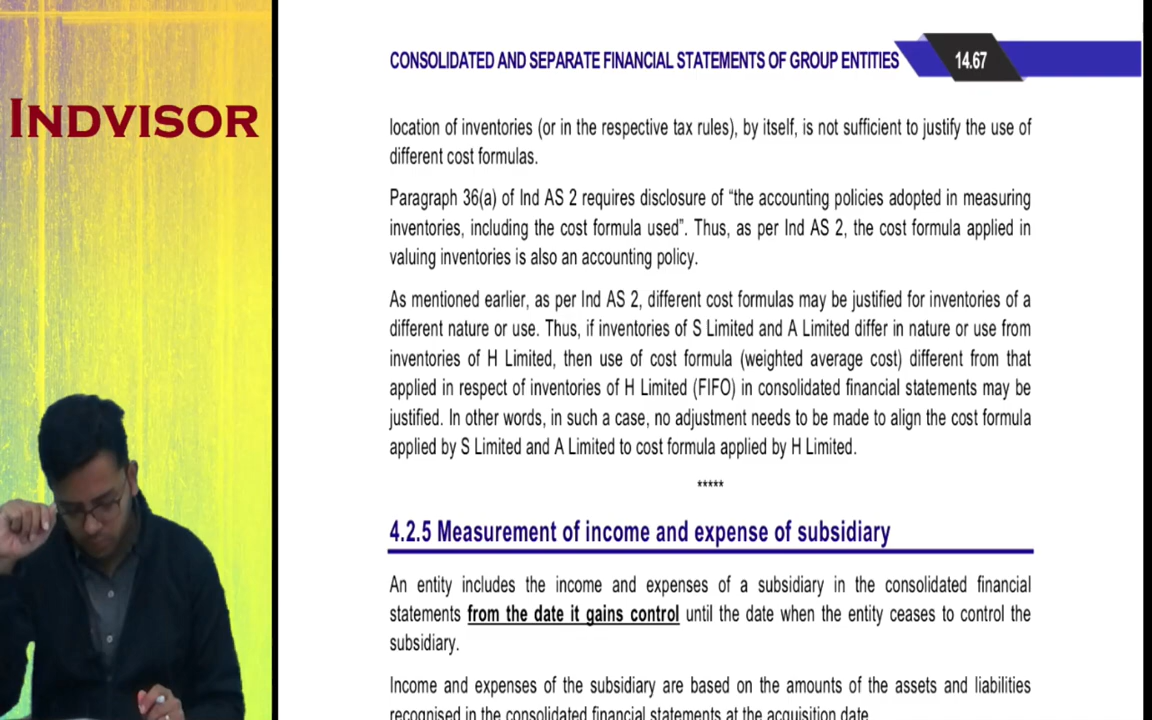 INDVISOR
CONSOLIDATED AND SEPARATE FINANCIAL STATEMENTS OF GROUP ENTITIES 14.67
location of inventories (or in the respective tax rules), by itself, is not sufficient to justify the use of
different cost formulas.
Paragraph 36(a) of Ind AS 2 requires disclosure of “the accounting policies adopted in measuring
inventories, including the cost formula used”. Thus, as per Ind AS 2, the cost formula applied in
valuing inventories is also an accounting policy.
As mentioned earlier, as per Ind AS 2, different cost formulas may be justified for inventories of a
different nature or use. Thus, if inventories of S Limited and A Limited differ in nature or use from
inventories of H Limited, then use of cost formula (weighted average cost) different from that
applied in respect of inventories of H Limited (FIFO) in consolidated financial statements may be
justified. In other words, in such a case, no adjustment needs to be made to align the cost formula
applied by S Limited and A Limited to cost formula applied by H Limited.
*****
4.2.5 Measurement of income and expense of subsidiary
An entity includes the income and expenses of a subsidiary in the consolidated financial
statements from the date it gains control until the date when the entity ceases to control the
subsidiary.
Income and expenses of the subsidiary are based on the amounts of the assets and liabilities
recognised in the consolidated financial statements at the acquisition date.